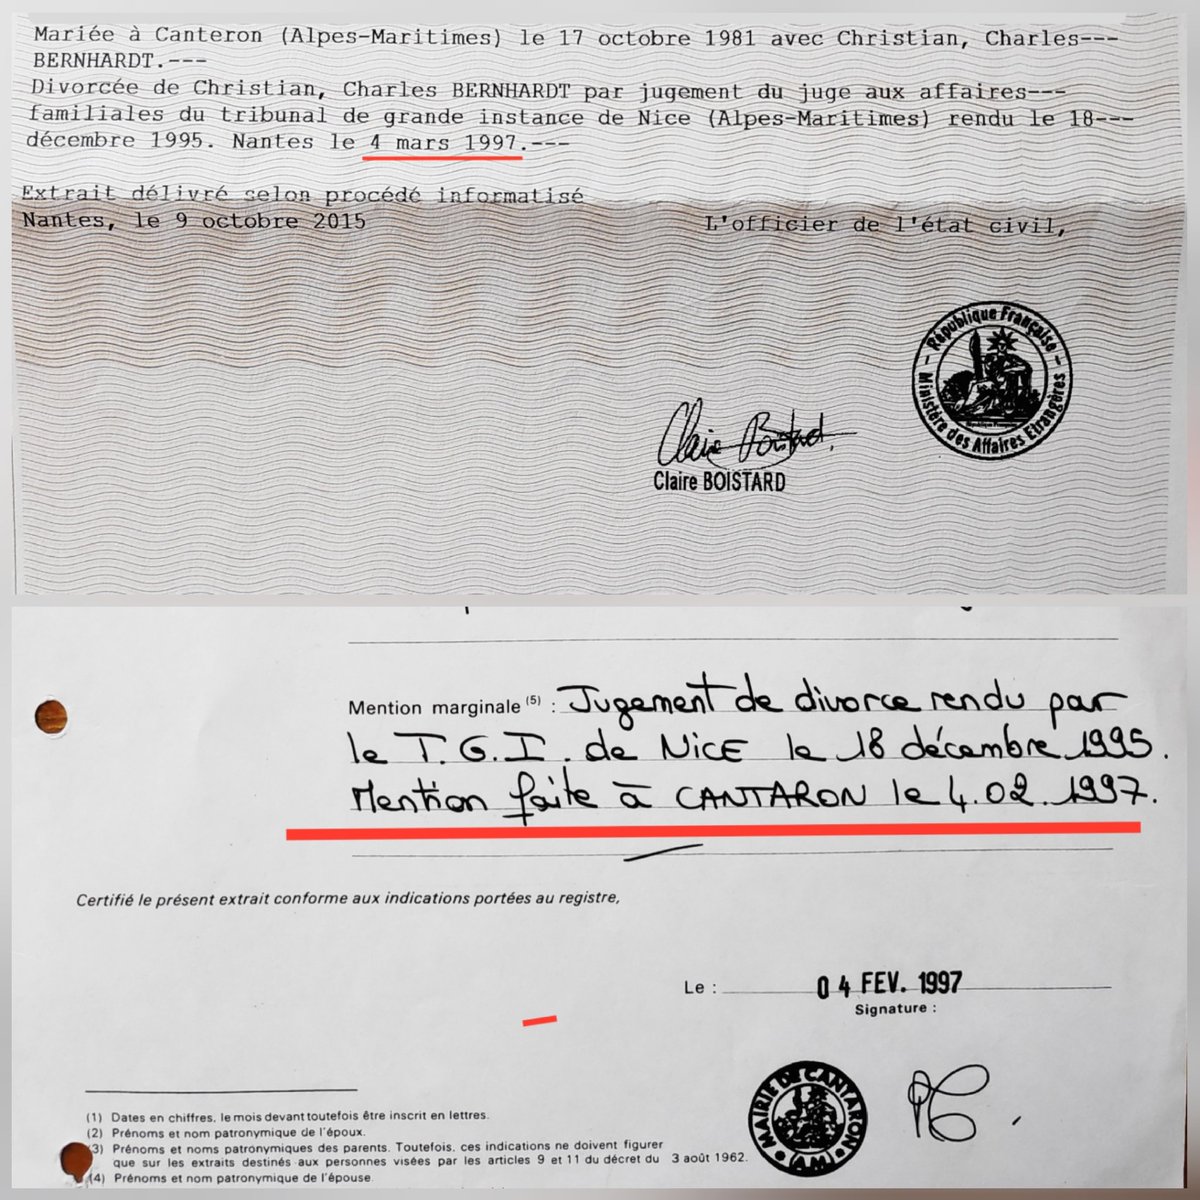 Mariée à Canteron (Alpes-Maritimes) le 17 octobre 1981 avec Christian, Charles---
BERNHARDT.---
Divorcée de Christian, Charles BERNHARDT par jugement du juge aux affaires---
familiales du tribunal de grande instance de Nice (Alpes-Maritimes) rendu le 18---
décembre 1995. Nantes le 4 mars 1997.---
Extrait délivré selon procédé informatisé
Nantes, le 9 octobre 2015 L'officier de l'état civil,
République Française
Ministère des Affaires Etrangères
Claire Boistard
Claire BOISTARD
Mention marginale (5) : Jugement de divorce rendu par
le T.G.I. de NICE le 18 décembre 1995.
Mention faite à CANTARON le 4.02.1997.
Certifié le présent extrait conforme aux indications portées au registre,
Le : 04 FEV. 1997
Signature :
MAIRIE DE CANTARON
(AM)
(1) Dates en chiffres, le mois devant toutefois être inscrit en lettres.
(2) Prénoms et nom patronymique de l'époux.
(3) Prénoms et noms patronymiques des parents. Toutefois, ces indications ne doivent figurer
que sur les extraits destinés aux personnes visées par les articles 9 et 11 du décret du 3 août 1962.
(4) Prénoms et nom patronymique de l'épouse.